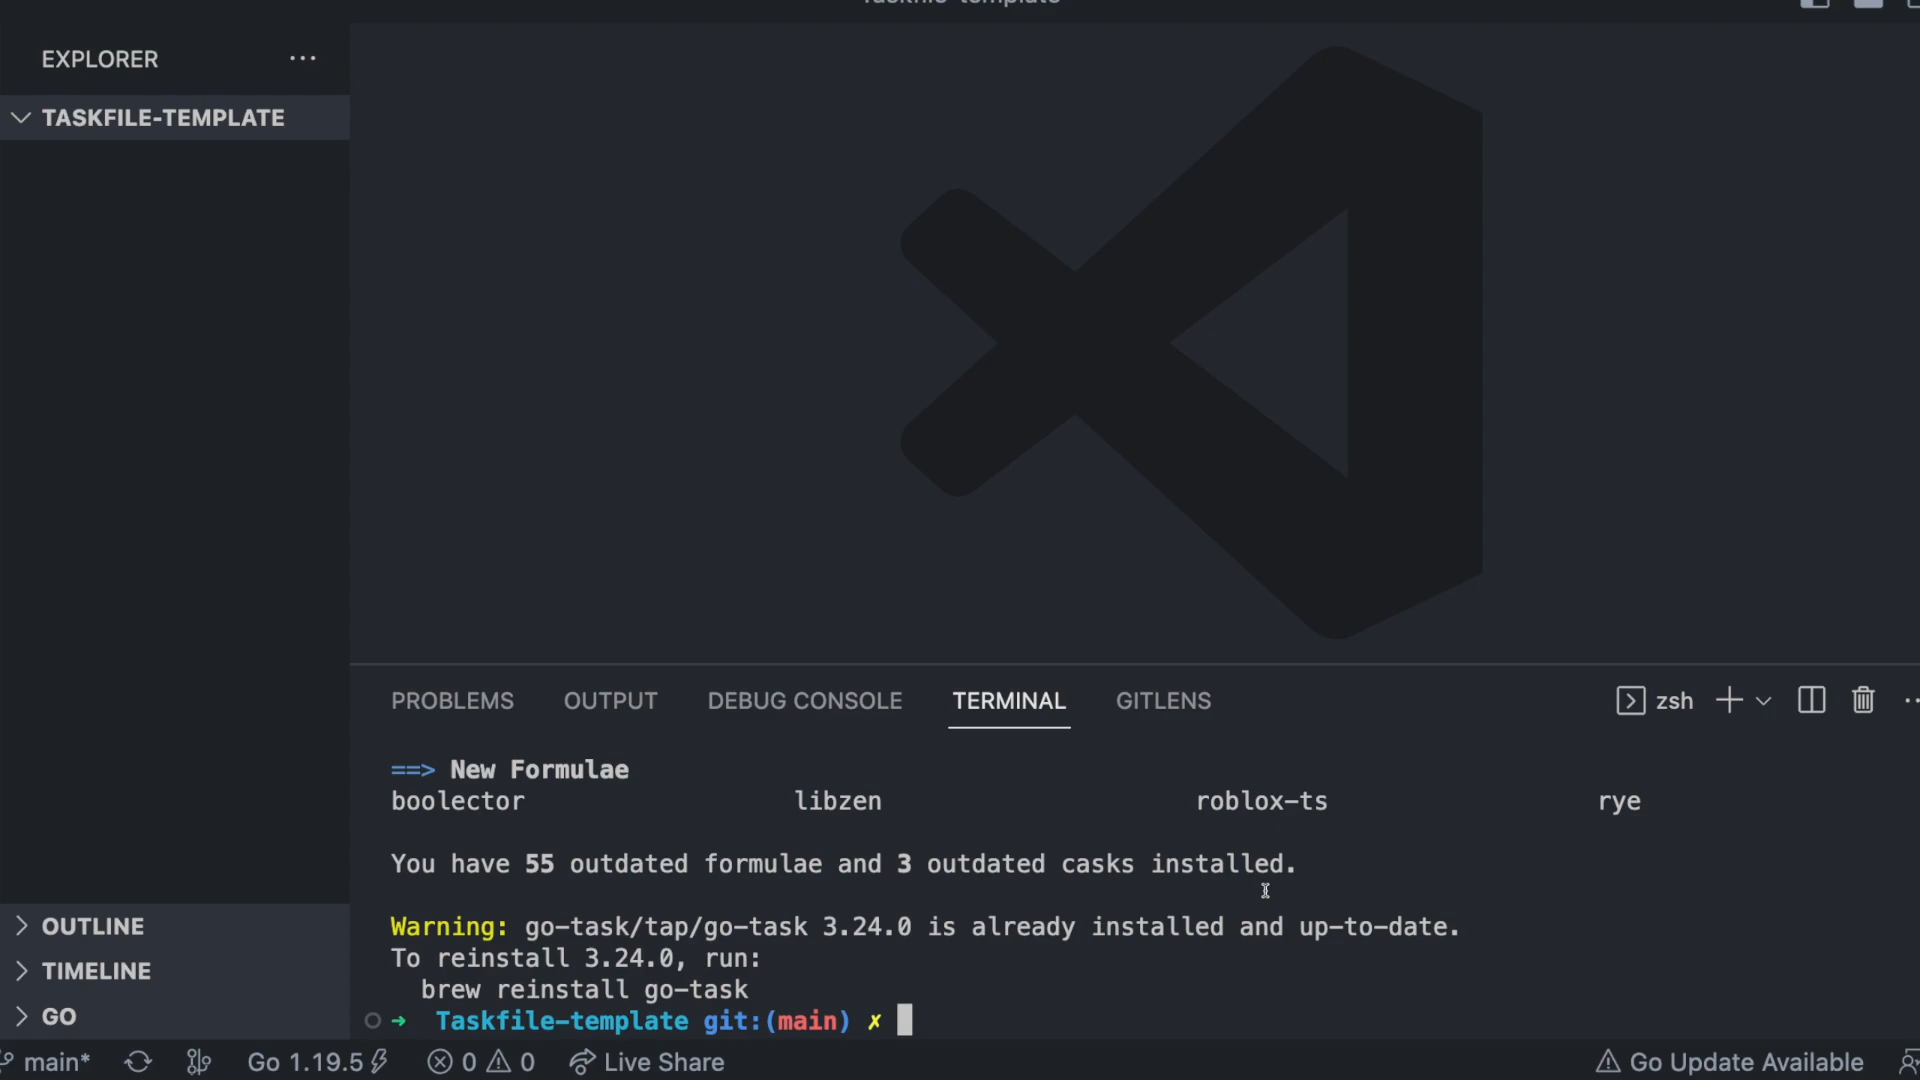 Taskfile-template
EXPLORER
TASKFILE-TEMPLATE
OUTLINE
TIMELINE
GO
PROBLEMS OUTPUT DEBUG CONSOLE TERMINAL GITLENS zsh
==> New Formulae
boolector libzen roblox-ts rye
You have 55 outdated formulae and 3 outdated casks installed.
Warning: go-task/tap/go-task 3.24.0 is already installed and up-to-date.
To reinstall 3.24.0, run:
brew reinstall go-task
→ Taskfile-template git:(main) ✗
main* Go 1.19.5 0 0 Live Share Go Update Available